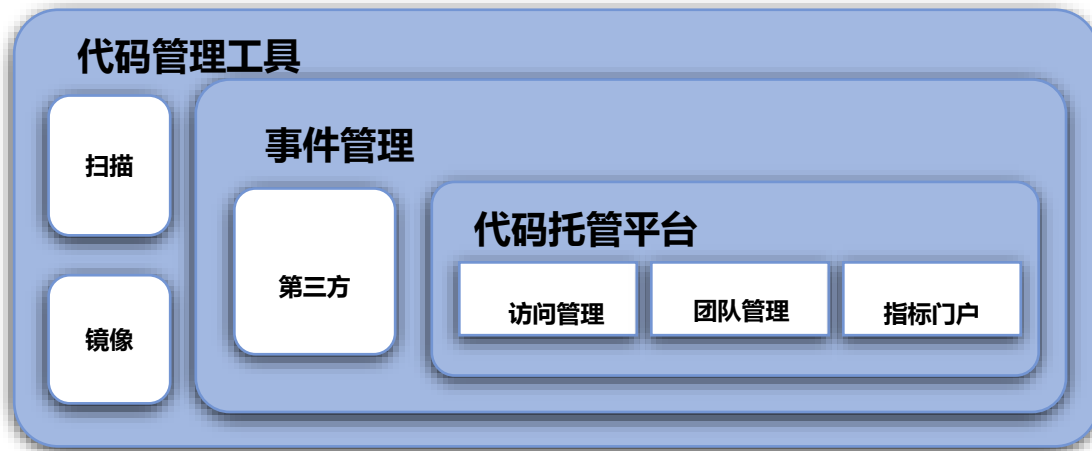 代码管理工具
扫描
镜像
事件管理
第三方
代码托管平台
访问管理
团队管理
指标门户